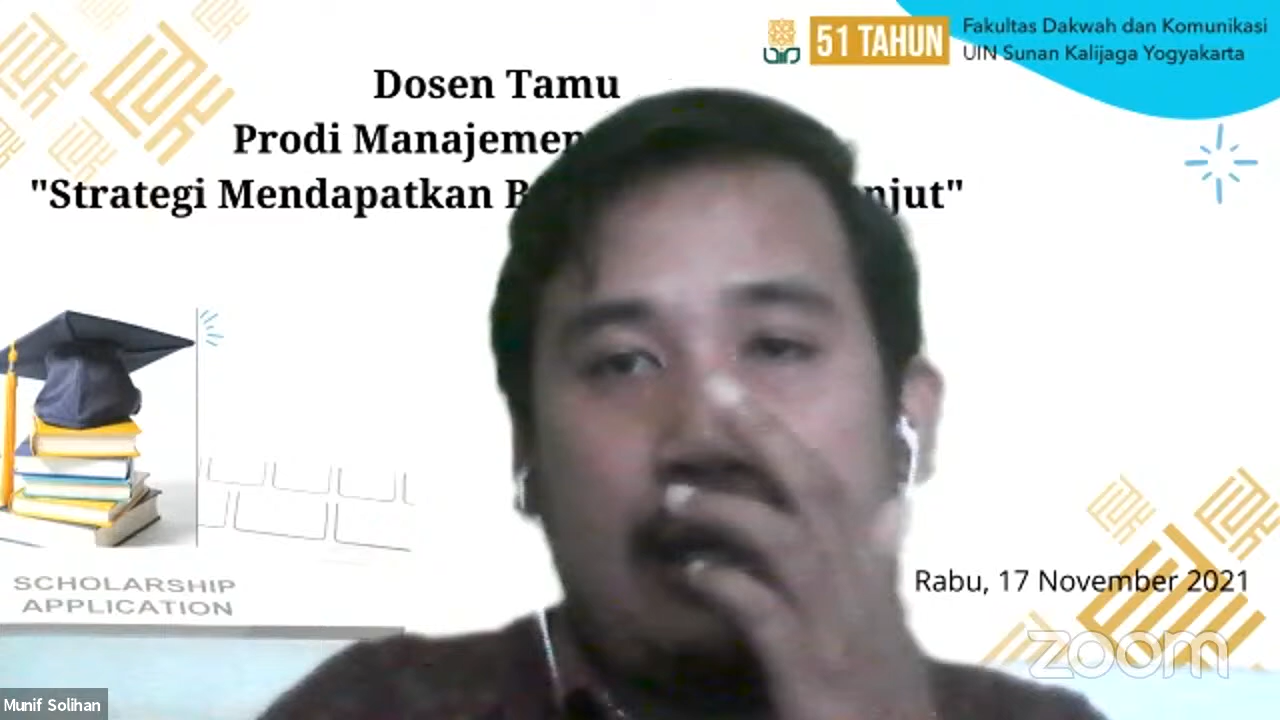 51 TAHUN
Fakultas Dakwah dan Komunikasi
UIN Sunan Kalijaga Yogyakarta
Dosen Tamu
Prodi Manajemen
"Strategi Mendapatkan
SCHOLARSHIP
APPLICATION
Rabu, 17 November 2021
zoom
Munif Solihan